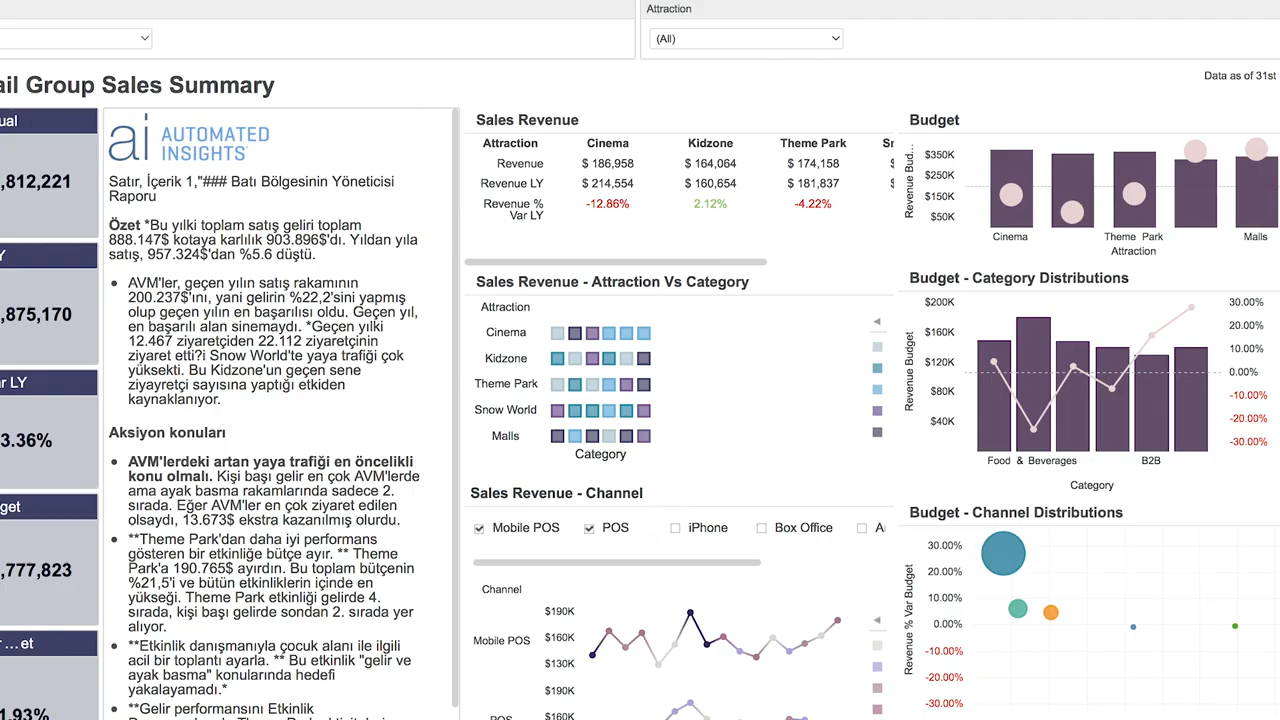 Attraction
(All)
ail Group Sales Summary
Data as of 31st
ual
,812,221
Y
,875,170
r LY
3.36%
get
,777,823
r …et
1.93%
ai AUTOMATED
INSIGHTS
Satır, İçerik 1,"### Batı Bölgesinin Yöneticisi
Raporu
Özet *Bu yılki toplam satış geliri toplam
888.147$ kotaya karlılık 903.896$'dı. Yıldan yıla
satış, 957.324$'dan %5.6 düştü.
AVM'ler, geçen yılın satış rakamının
200.237$'ını, yani gelirin %22,2'sini yapmış
olup geçen yılın en başarılısı oldu. Geçen yıl,
en başarılı alan sinemaydı. *Geçen yılki
12.467 ziyaretçiden 22.112 ziyaretçinin
ziyaret etti?i Snow World'te yaya trafiği çok
yüksekti. Bu Kidzone'un geçen sene
ziyayretçi sayısına yaptığı etkiden
kaynaklanıyor.
Aksiyon konuları
AVM'lerdeki artan yaya trafiği en öncelikli
konu olmalı. Kişi başı gelir en çok AVM'lerde
ama ayak basma rakamlarında sadece 2.
sırada. Eğer AVM'ler en çok ziyaret edilen
olsaydı, 13.673$ ekstra kazanılmış olurdu.
**Theme Park'dan daha iyi performans
gösteren bir etkinliğe bütçe ayır. ** Theme
Park'a 190.765$ ayırdın. Bu toplam bütçenin
%21,5'i ve bütün etkinliklerin içinde en
yükseği. Theme Park etkinliği gelirde 4.
sırada, kişi başı gelirde sondan 2. sırada yer
alıyor.
**Etkinlik danışmanıyla çocuk alanı ile ilgili
acil bir toplantı ayarla. ** Bu etkinlik "gelir ve
ayak basma" konularında hedefi
yakalayamadı.*
**Gelir performansını Etkinlik
Sales Revenue
Attraction Cinema Kidzone Theme Park
Revenue $ 186,958 $ 164,064 $ 174,158 $
Revenue LY $ 214,554 $ 160,654 $ 181,837 $
Revenue % -12.86% 2.12% -4.22%
Var LY
Sales Revenue - Attraction Vs Category
Attraction
Cinema
Kidzone
Theme Park
Snow World
Malls
Category
Sales Revenue - Channel
Mobile POS POS iPhone Box Office A
Channel
Mobile POS
$190K
$160K
$130K
POS
$190K
$160K
Budget
Revenue Bud...
$350K
$250K
$150K
$50K
Cinema Theme Park Malls
Attraction
Budget - Category Distributions
Revenue Budget
$200K 30.00%
$160K 20.00%
10.00%
$120K 0.00%
$80K -10.00%
$40K -20.00%
-30.00%
Food & Beverages B2B
Category
Budget - Channel Distributions
Revenue % Var Budget
30.00%
20.00%
10.00%
0.00%
-10.00%
-20.00%
-30.00%